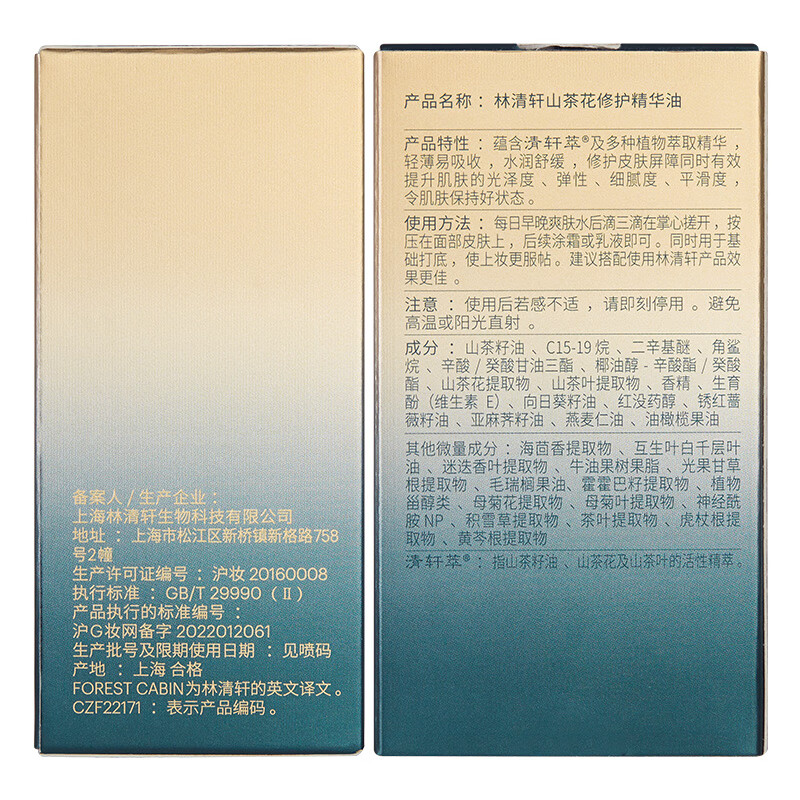 备案人 / 生产企业：
上海林清轩生物科技有限公司
地址：上海市松江区新桥镇新格路758
号2幢
生产许可证编号：沪妆 20160008
执行标准：GB/T 29990（Ⅱ）
产品执行的标准编号：
沪G妆网备字 2022012061
生产批号及限期使用日期：见喷码
产地：上海 合格
FOREST CABIN为林清轩的英文译文。
CZF22171：表示产品编码。
产品名称：林清轩山茶花修护精华油
产品特性：蕴含清轩萃®及多种植物萃取精华，
轻薄易吸收，水润舒缓，修护皮肤屏障同时有效
提升肌肤的光泽度、弹性、细腻度、平滑度，
令肌肤保持好状态。
使用方法：每日早晚爽肤水后滴三滴在掌心搓开，按
压在面部皮肤上，后续涂霜或乳液即可。同时用于基
础打底，使上妆更服帖。建议搭配使用林清轩产品效
果更佳。
注意：使用后若感不适，请即刻停用。避免
高温或阳光直射。
成分：山茶籽油、C15-19 烷、二辛基醚、角鲨
烷、辛酸 / 癸酸甘油三酯、椰油醇 - 辛酸酯 / 癸酸
酯、山茶花提取物、山茶叶提取物、香精、生育
酚（维生素 E）、向日葵籽油、红没药醇、锈红蔷
薇籽油、亚麻荠籽油、燕麦仁油、油橄榄果油
其他微量成分：海茴香提取物、互生叶白千层叶
油、迷迭香叶提取物、牛油果树果脂、光果甘草
根提取物、毛瑞榈果油、霍霍巴籽提取物、植物
甾醇类、母菊花提取物、母菊叶提取物、神经酰
胺 NP、积雪草提取物、茶叶提取物、虎杖根提
取物、黄芩根提取物
清轩萃®：指山茶籽油、山茶花及山茶叶的活性精萃。